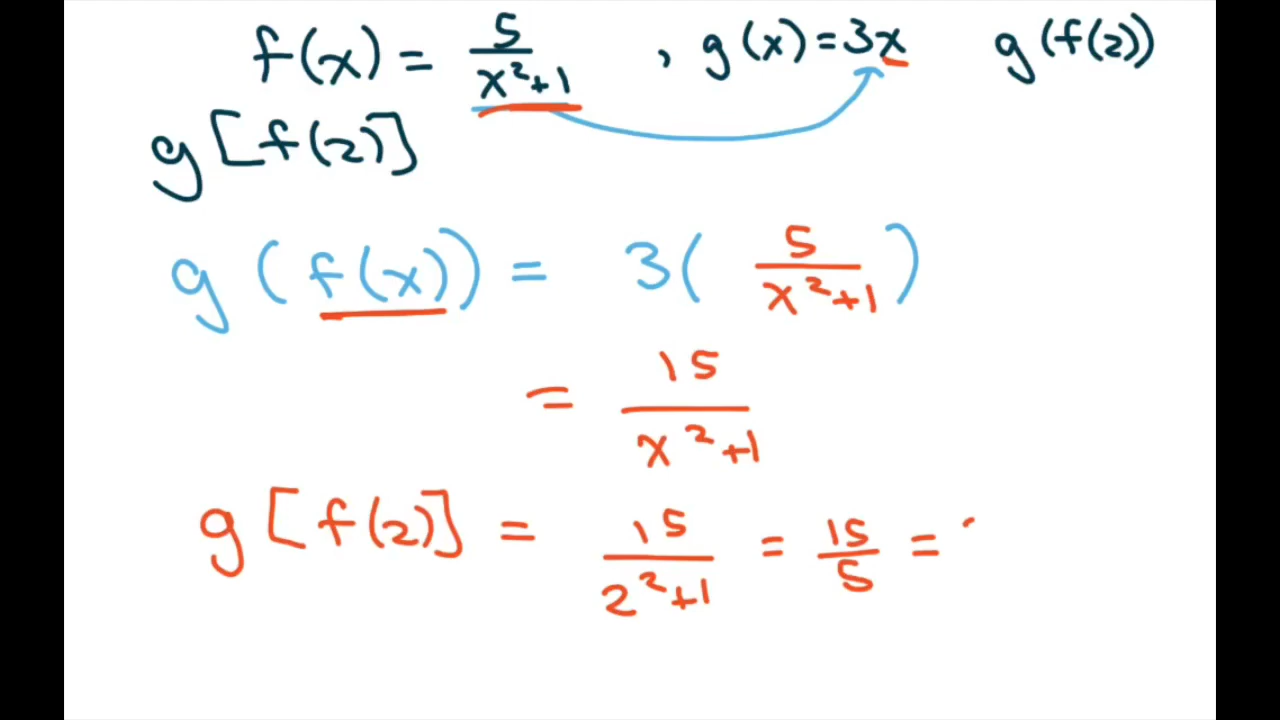 f(x) = 5/(x²+1) , g(x)=3x g(f(2))
g[f(2)]
g(f(x)) = 3(5/(x²+1))
= 15/(x²+1)
g[f(2)] = 15/(2²+1) = 15/5 =